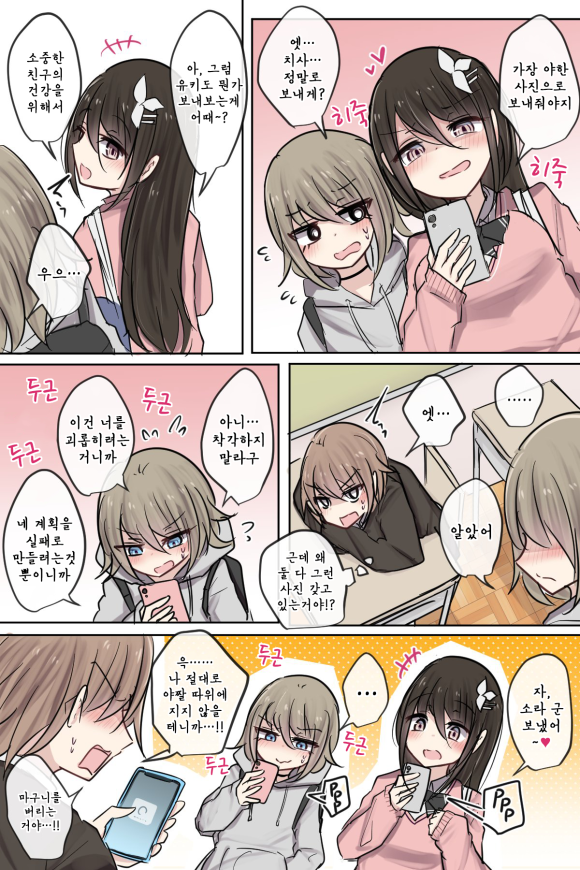 엣…
치사…
정말로
보내게?
가장 야한
사진으로
보내줘야지
히죽
히죽
소중한
친구의
건강을
위해서
아, 그럼
유키도 뭔가
보내보는게
어때~?
우으…
.....
엣…
알았어
근데 왜
둘 다 그런
사진 갖고
있는거야!?
아니…
착각하지
말라구
이건 너를
괴롭히려는
거니까
네 계획을
실패로
만들려는것
뿐이니까
두근
두근
자,
소라 군
보냈어
~♥
…
윽……
나 절대로
야짤 따위에
지지 않을
테니까…!!
마구니를
버리는
거야…!!
두근
두근
두근
PPP
PPP